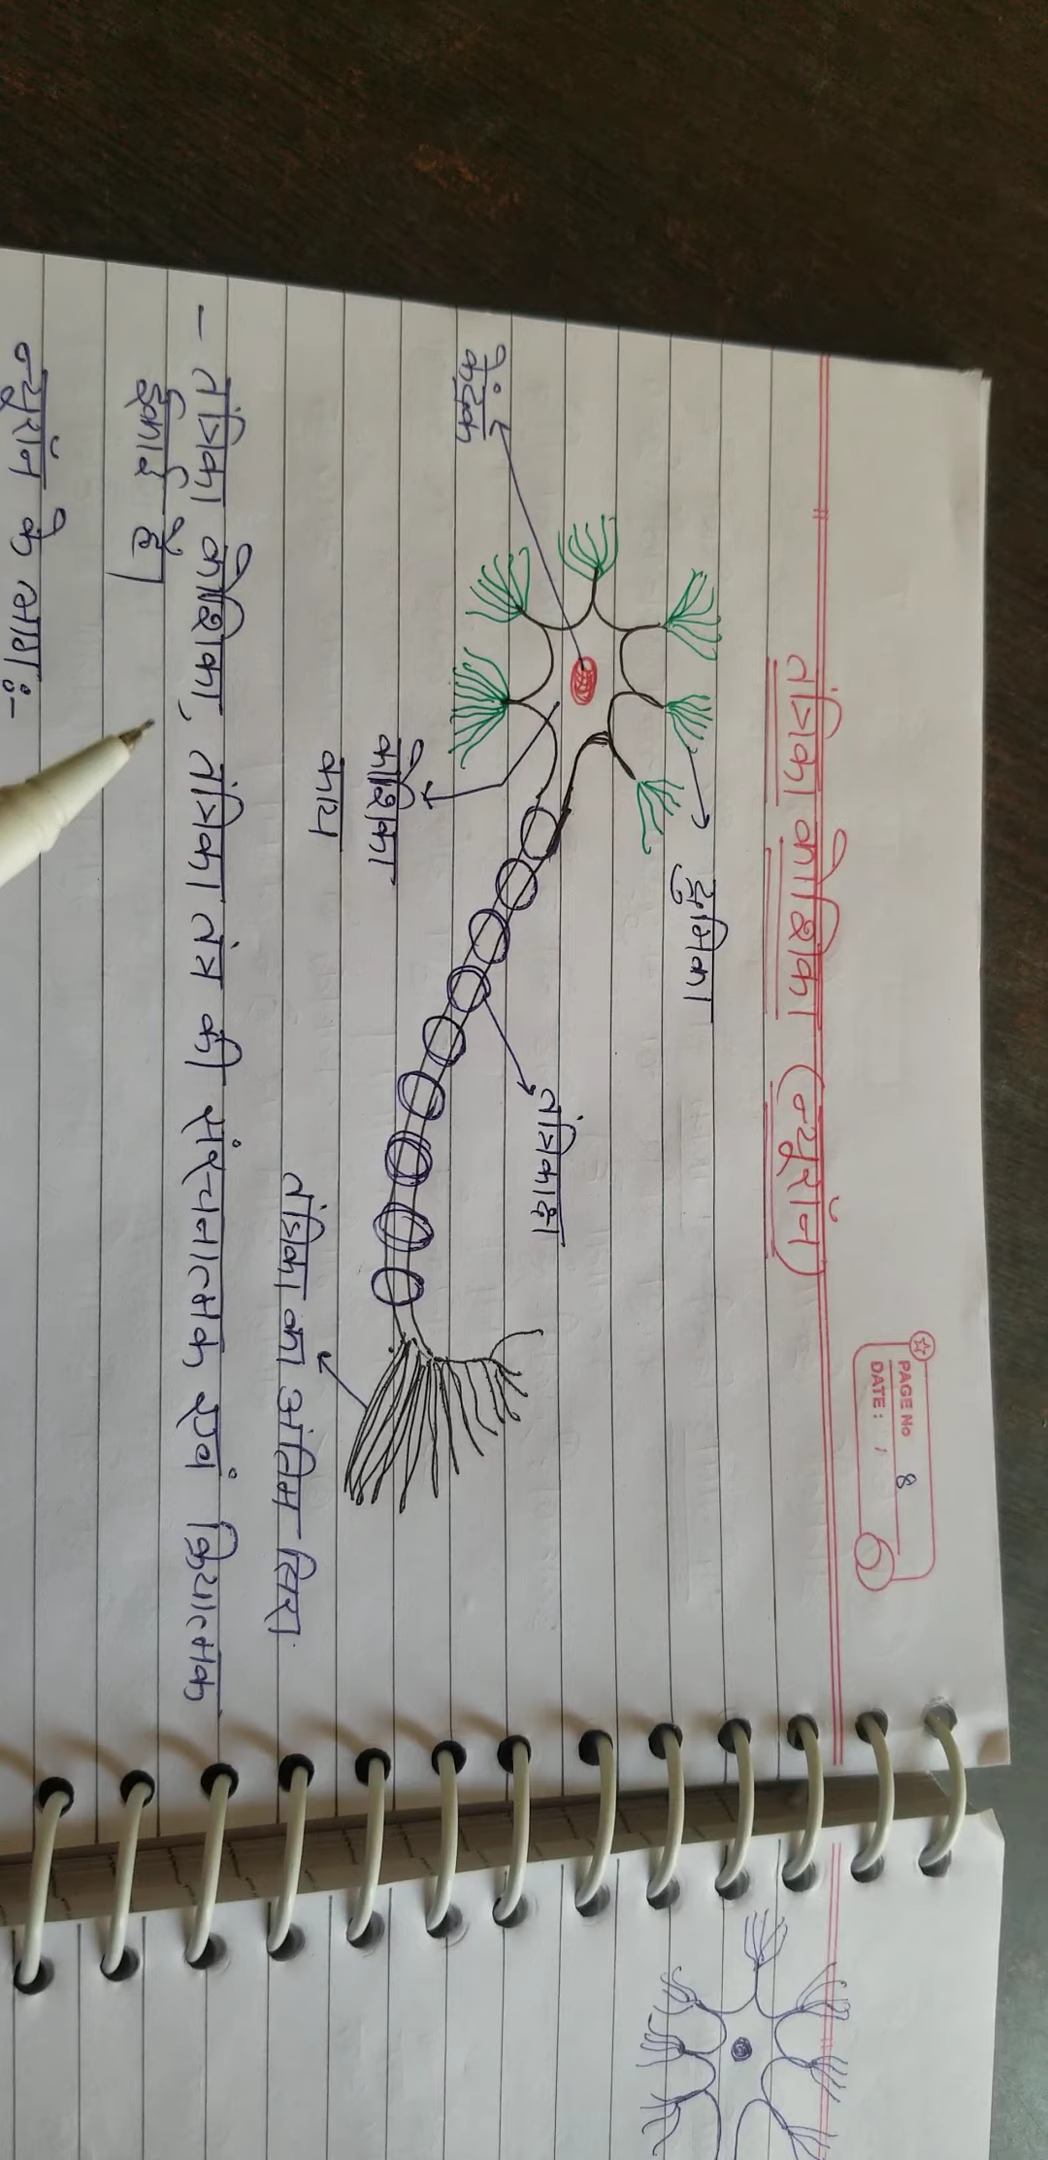 PAGE No 8
DATE:
तंत्रिका कोशिका (न्यूरॉन)
द्रुमिका
केंद्रक
तंत्रिकाक्ष
कोशिका
काय
तंत्रिका का अंतिम सिरा
- तंत्रिका कोशिका, तंत्रिका तंत्र की संरचनात्मक एवं क्रियात्मक
इकाई है।
न्यूरॉन के भाग:-